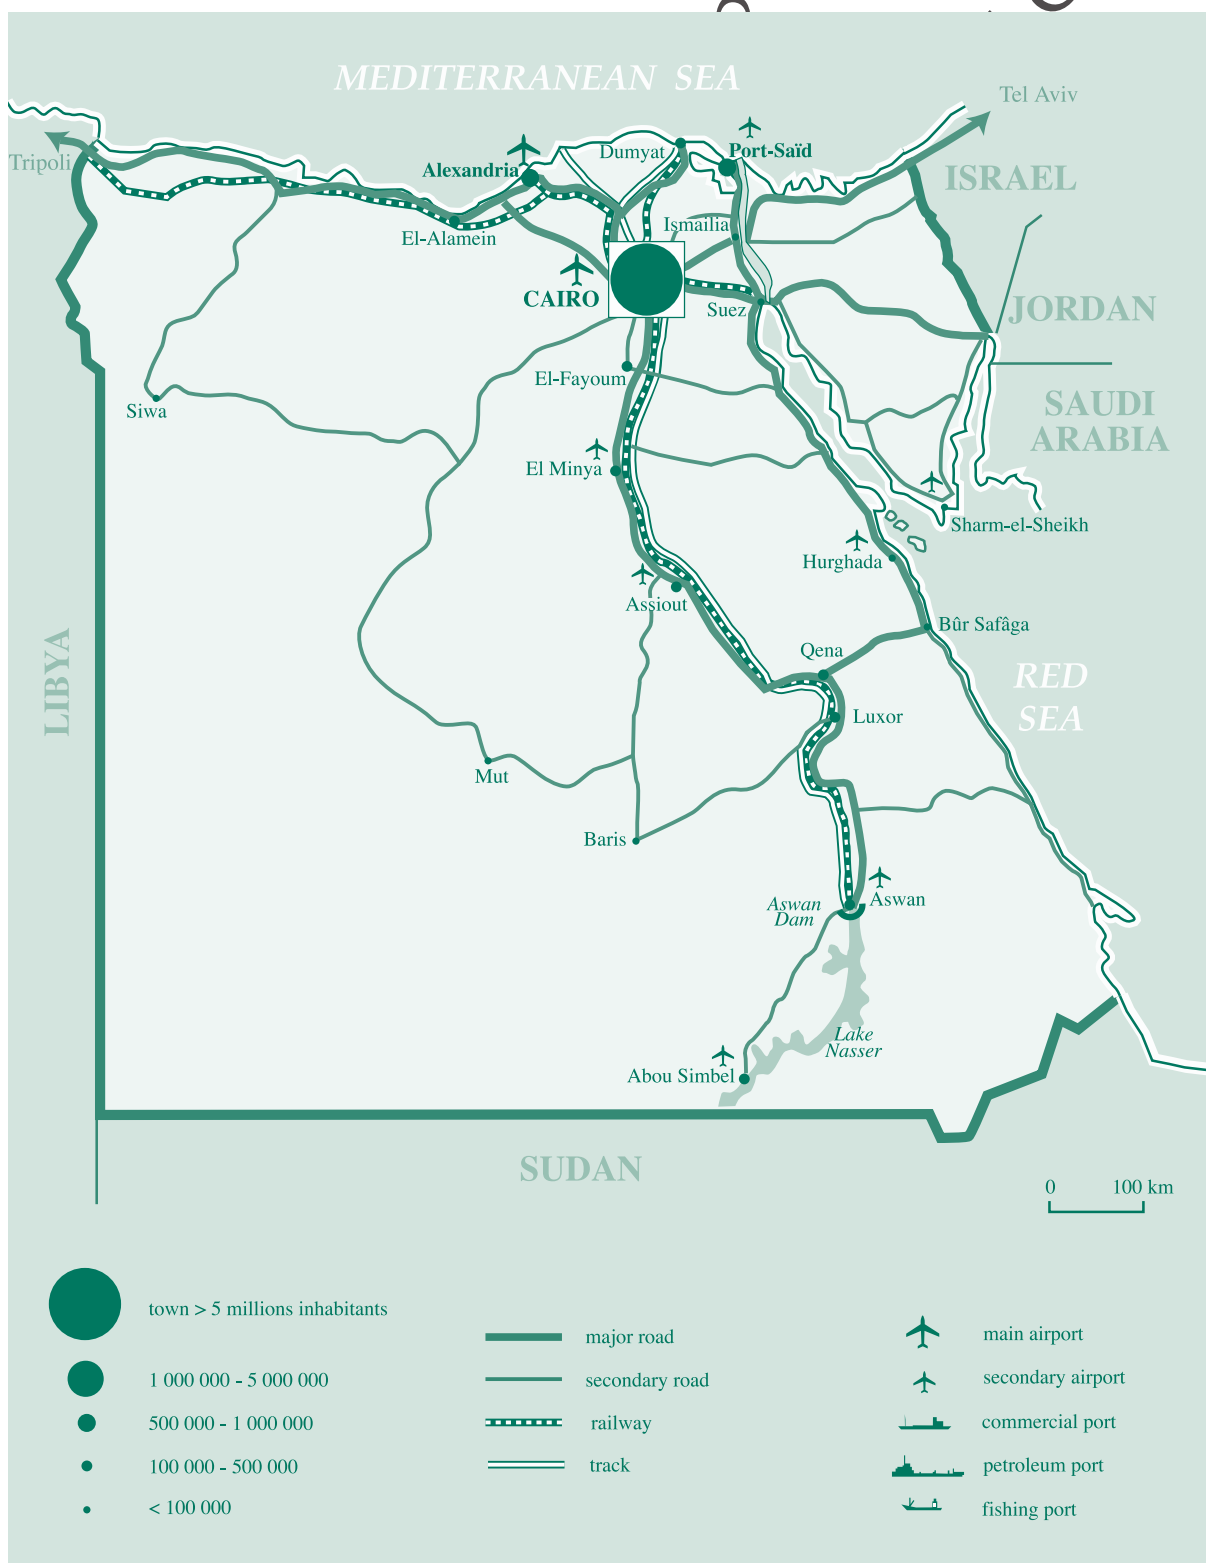 MEDITERRANEAN SEA
Tel Aviv
Tripoli
Dumyat
Port-Saïd
Alexandria
ISRAEL
Ismailia
El-Alamein
CAIRO
Suez
JORDAN
El-Fayoum
Siwa
SAUDI
ARABIA
El Minya
Sharm-el-Sheikh
Hurghada
Assiout
Bûr Safâga
LIBYA
Qena
RED
SEA
Luxor
Mut
Baris
Aswan
Dam
Aswan
Lake
Nasser
Abou Simbel
SUDAN
0 100 km
town > 5 millions inhabitants
1 000 000 - 5 000 000
500 000 - 1 000 000
100 000 - 500 000
< 100 000
major road
secondary road
railway
track
main airport
secondary airport
commercial port
petroleum port
fishing port